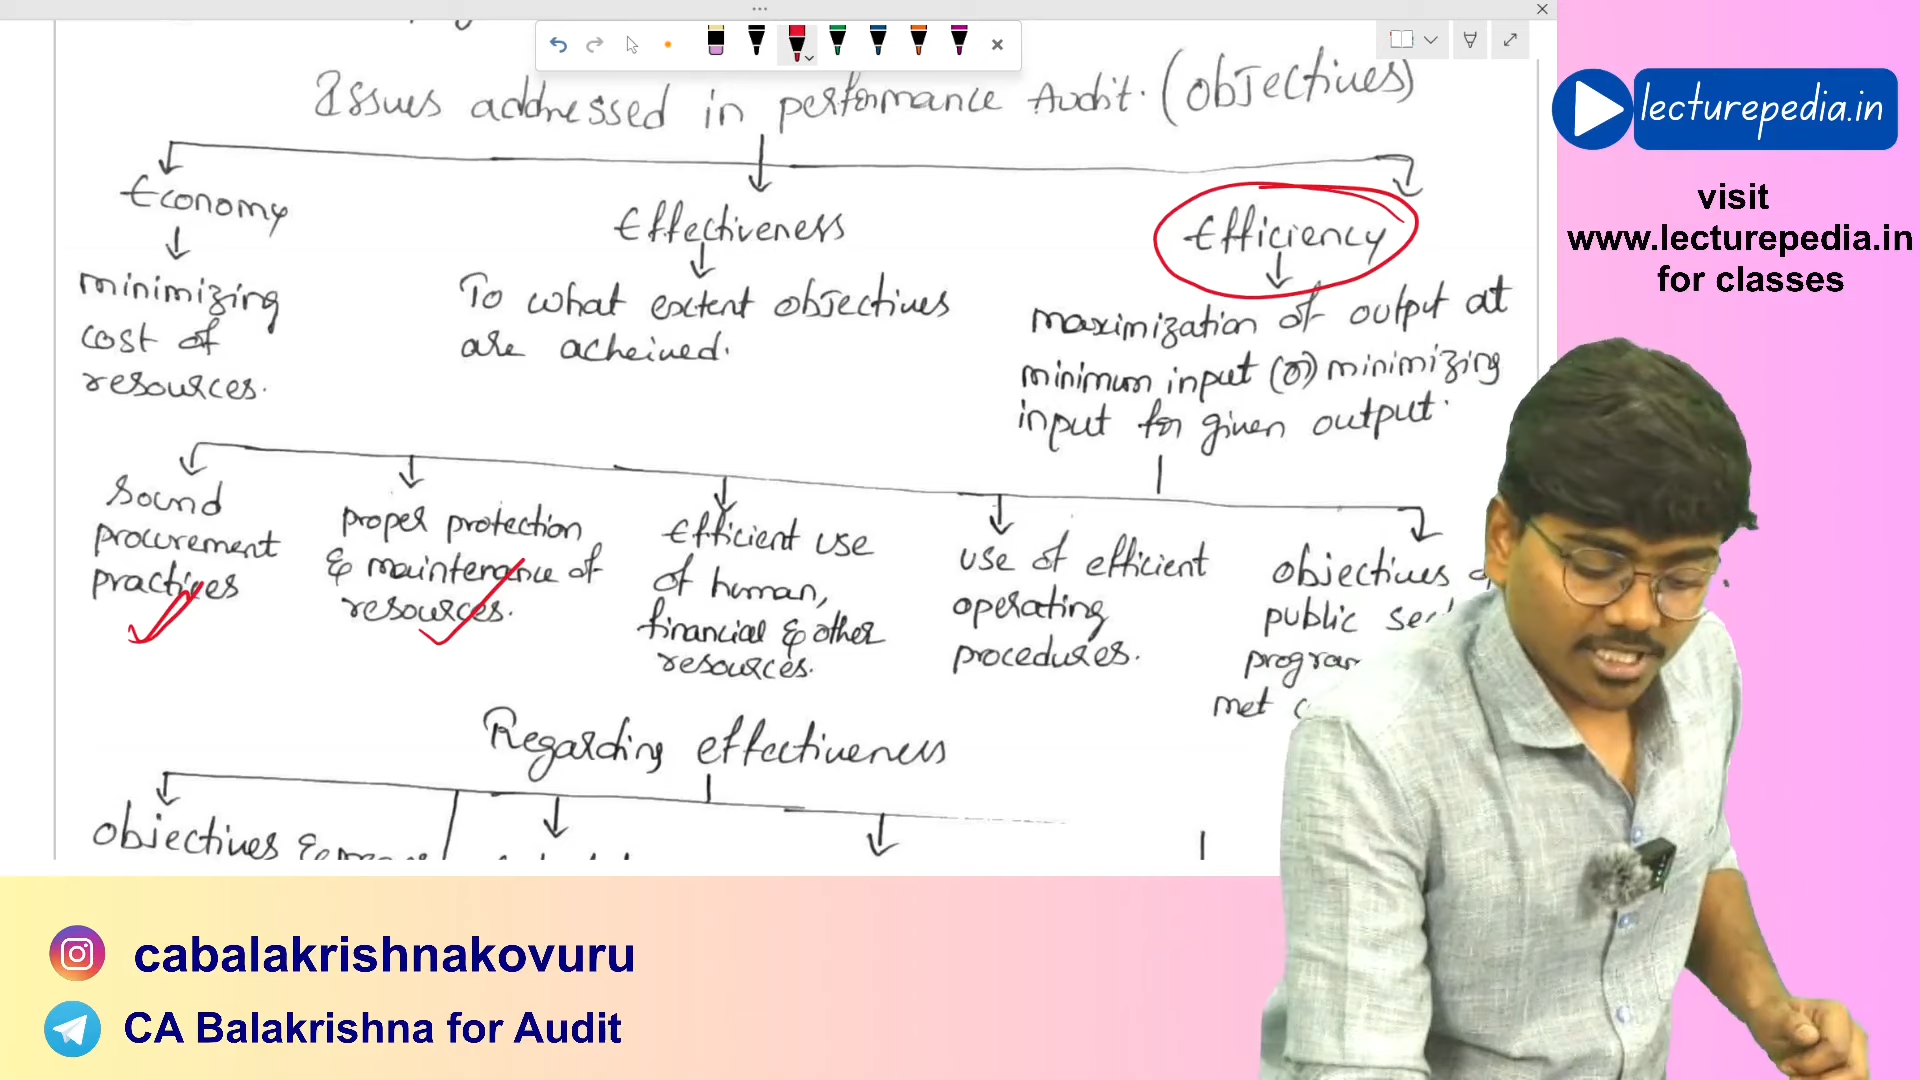 Issues addressed in performance Audit. (objectives)
lecturepedia.in
visit
www.lecturepedia.in
for classes
Economy
Effectiveness
Efficiency
minimizing
cost of
resources.
To what extent objectives
are acheived.
maximization of output at
minimum input (or) minimizing
input for given output.
Sound
procurement
practices
proper protection
& maintenance of
resources.
Efficient use
of human,
financial & other
resources.
use of efficient
operating
procedures.
objectives
public
met
Regarding effectiveness
objectives
cabalakrishnakovuru
CA Balakrishna for Audit